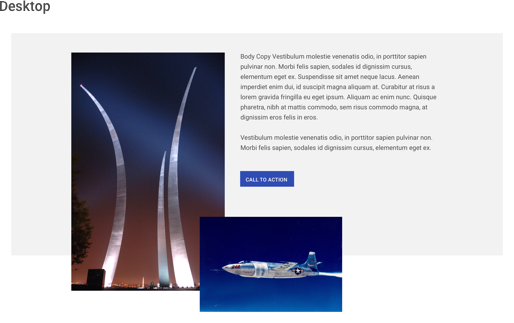 Desktop
Body Copy Vestibulum molestie venenatis odio, in porttitor sapien
pulvinar non. Morbi felis sapien, sodales id dignissim cursus,
elementum eget ex. Suspendisse sit amet neque lacus. Aenean
imperdiet enim dui, id suscipit magna aliquam at. Curabitur at risus a
lorem gravida fringilla eu eget ipsum. Aliquam ac enim nunc. Quisque
pharetra, nibh at mattis commodo, sem risus commodo magna, at
dignissim eros felis in eros.
Vestibulum molestie venenatis odio, in porttitor sapien pulvinar non.
Morbi felis sapien, sodales id dignissim cursus, elementum eget ex.
CALL TO ACTION